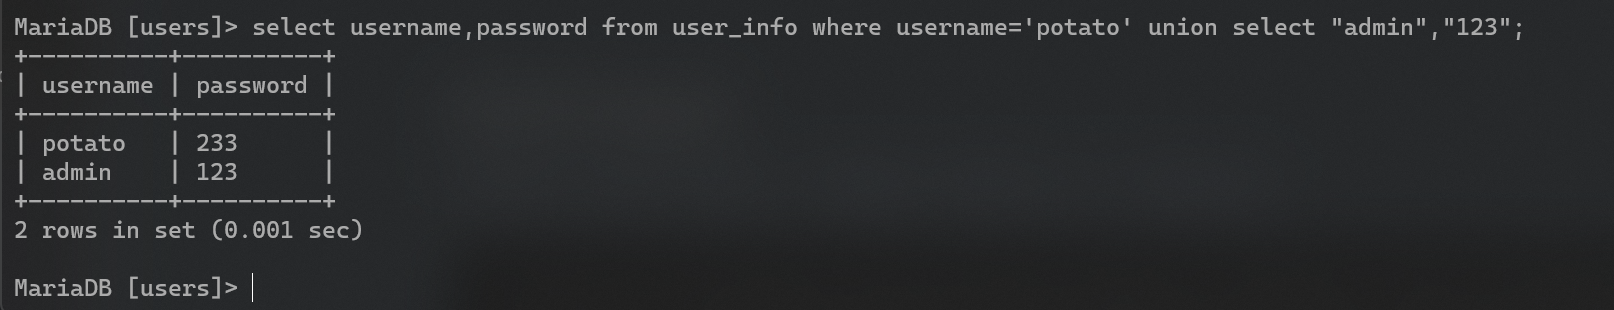 MariaDB [users]> select username,password from user_info where username='potato' union select "admin","123";
+----------+----------+
| username | password |
+----------+----------+
| potato   | 233      |
| admin    | 123      |
+----------+----------+
2 rows in set (0.001 sec)
MariaDB [users]>